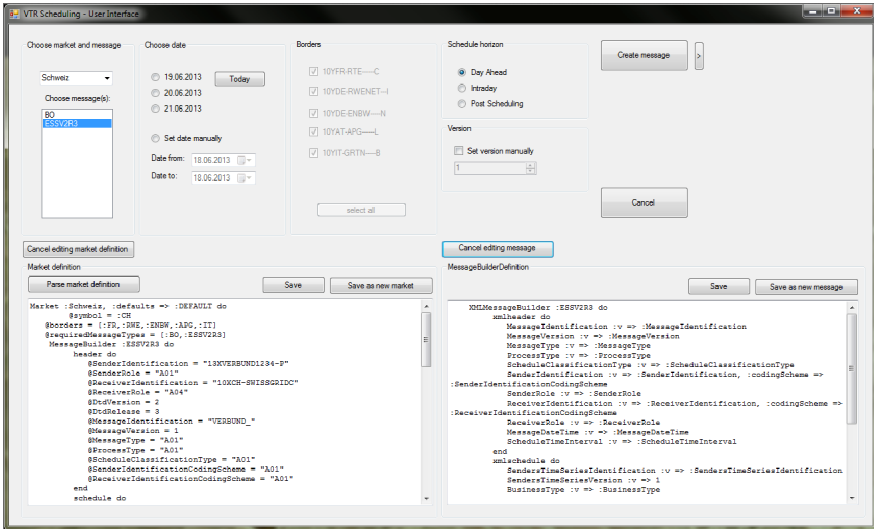 VTR Scheduling - User Interface
Choose market and message
Schweiz
Choose message(s):
BO
ESSV2R3
Choose date
19.06.2013
Today
20.06.2013
21.06.2013
Set date manually
Date from: 18.06.2013
Date to: 18.06.2013
Borders
10YFR-RTE-----C
10YDE-RWENET--I
10YDE-ENBW----N
10YAT-APG-----L
10YIT-GRTN----B
select all
Schedule horizon
Day Ahead
Intraday
Post Scheduling
Version
Set version manually
1
Create message
>
Cancel
Cancel editing market definition
Market definition
Parse market definition
Save
Save as new market
Market :Schweiz, :defaults => :DEFAULT do
@symbol = :CH
@borders = [:FR,:RWE,:ENBW,:APG,:IT]
@requiredMessageTypes = [:BO,:ESSV2R3]
MessageBuilder :ESSV2R3 do
header do
@SenderIdentification = "13XVERBUND1234-P"
@SenderRole = "A01"
@ReceiverIdentification = "10XCH-SWISSGRIDC"
@ReceiverRole = "A04"
@DtdVersion = 2
@DtdRelease = 3
@MessageIdentification = "VERBUND_"
@MessageVersion = 1
@MessageType = "A01"
@ProcessType = "A01"
@ScheduleClassificationType = "A01"
@SenderIdentificationCodingScheme = "A01"
@ReceiverIdentificationCodingScheme = "A01"
end
schedule do
Cancel editing message
MessageBuilderDefinition
Save
Save as new message
XMLMessageBuilder :ESSV2R3 do
xmlheader do
MessageIdentification :v => :MessageIdentification
MessageVersion :v => :MessageVersion
MessageType :v => :MessageType
ProcessType :v => :ProcessType
ScheduleClassificationType :v => :ScheduleClassificationType
SenderIdentification :v => :SenderIdentification, :codingScheme =>
:SenderIdentificationCodingScheme
SenderRole :v => :SenderRole
ReceiverIdentification :v => :ReceiverIdentification, :codingScheme =>
:ReceiverIdentificationCodingScheme
ReceiverRole :v => :ReceiverRole
MessageDateTime :v => :MessageDateTime
ScheduleTimeInterval :v => :ScheduleTimeInterval
end
xmlschedule do
SendersTimeSeriesIdentification :v => :SendersTimeSeriesIdentification
SendersTimeSeriesVersion :v => 1
BusinessType :v => :BusinessType